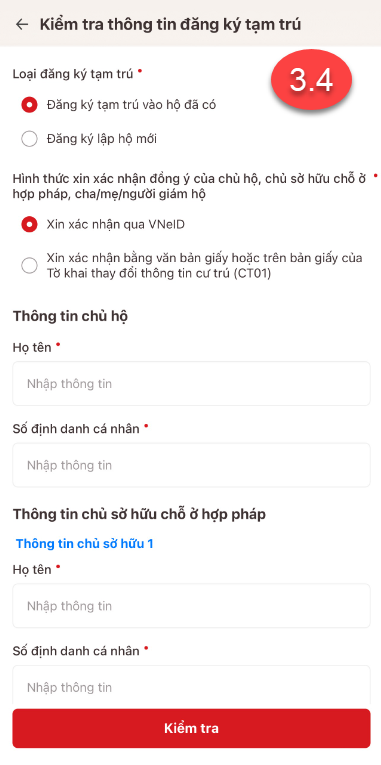 Kiểm tra thông tin đăng ký tạm trú
Loại đăng ký tạm trú *
3.4
Đăng ký tạm trú vào hộ đã có
Đăng ký lập hộ mới
Hình thức xin xác nhận đồng ý của chủ hộ, chủ sở hữu chỗ ở *
hợp pháp, cha/mẹ/người giám hộ
Xin xác nhận qua VNeID
Xin xác nhận bằng văn bản giấy hoặc trên bản giấy của
Tờ khai thay đổi thông tin cư trú (CT01)
Thông tin chủ hộ
Họ tên *
Nhập thông tin
Số định danh cá nhân *
Nhập thông tin
Thông tin chủ sở hữu chỗ ở hợp pháp
Thông tin chủ sở hữu 1
Họ tên *
Nhập thông tin
Số định danh cá nhân *
Nhập thông tin
Kiểm tra